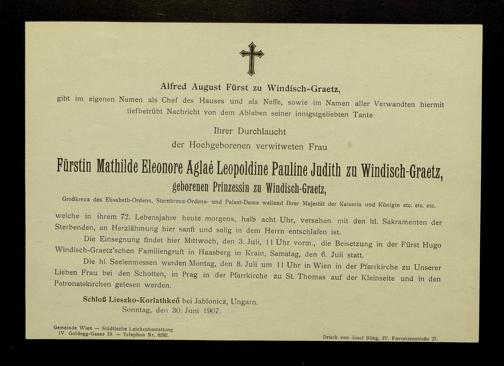 Alfred August Fürst zu Windisch-Graetz,
gibt im eigenen Namen als Chef des Hauses und als Neffe, sowie im Namen aller Verwandten hiermit
tiefbetrübt Nachricht von dem Ableben seiner innigstgeliebten Tante
Ihrer Durchlaucht
der Hochgeborenen verwitweten Frau
Fürstin Mathilde Eleonore Aglaé Leopoldine Pauline Judith zu Windisch-Graetz,
geborenen Prinzessin zu Windisch-Graetz,
Großkreuz des Elisabeth-Ordens, Sternkreuz-Ordens- und Palast-Dame weiland Ihrer Majestät der Kaiserin und Königin etc. etc. etc.
welche in ihrem 72. Lebensjahre heute morgens, halb acht Uhr, versehen mit den hl. Sakramenten der
Sterbenden, an Herzlähmung hier sanft und selig in dem Herrn entschlafen ist.
Die Einsegnung findet hier Mittwoch, den 3. Juli, 11 Uhr vorm., die Beisetzung in der Fürst Hugo
Windisch-Graetz'schen Familiengruft in Haasberg in Krain, Samstag, den 6. Juli statt.
Die hl. Seelenmessen werden Montag, den 8. Juli um 11 Uhr in Wien in der Pfarrkirche zu Unserer
Lieben Frau bei den Schotten, in Prag in der Pfarrkirche zu St. Thomas auf der Kleinseite und in den
Patronatskirchen gelesen werden.
Schloß Lieszko-Korlathkeő bei Jablonicz, Ungarn.
Sonntag, den 30. Juni 1907.
Gemeinde Wien — Städtische Leichenbestattung
IV. Goldegg-Gasse 19. — Telephon Nr. 6292.
Druck von Josef Bûsg, IV. Favoritenstraße 27.